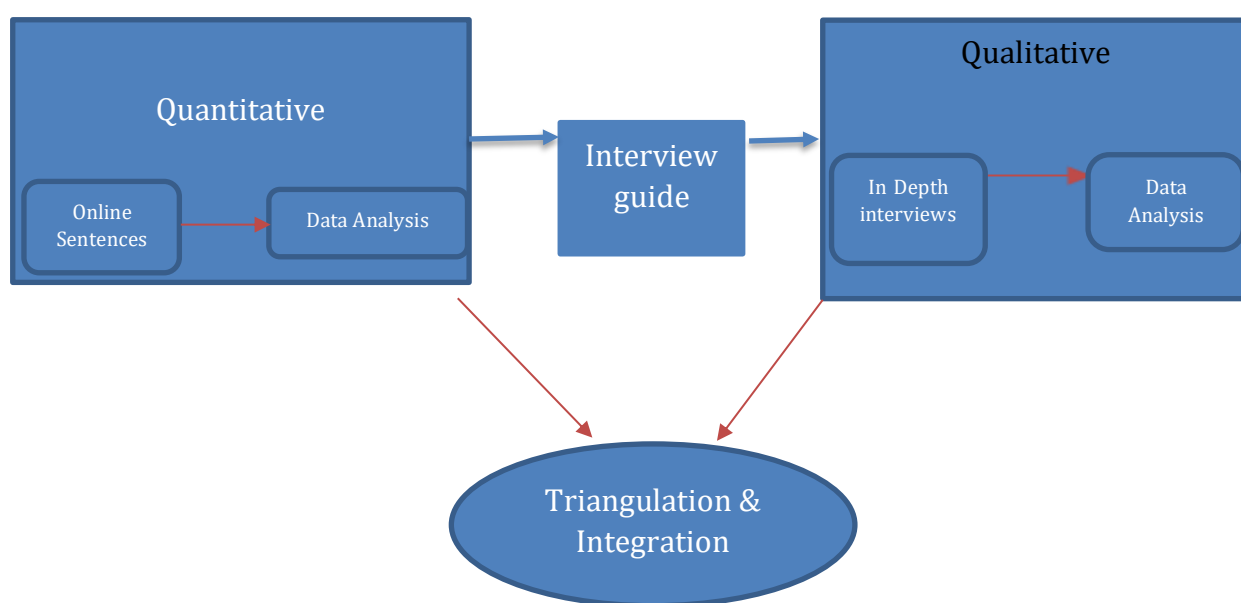 Quantitative
Online
Sentences
Data Analysis
Interview
guide
Qualitative
In Depth
interviews
Data
Analysis
Triangulation &
Integration